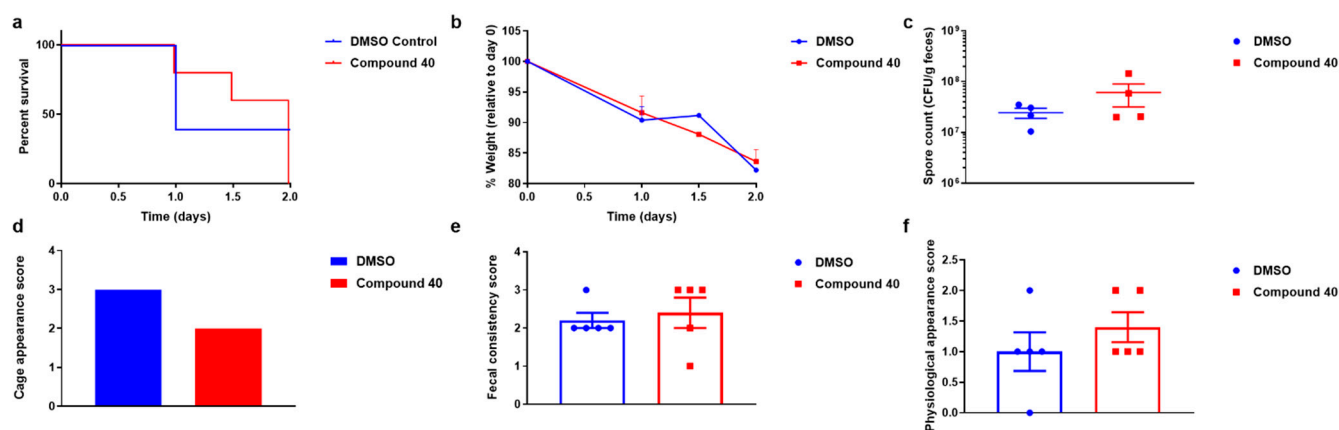 a
Percent survival
100
50
0
0.0 0.5 1.0 1.5 2.0
Time (days)
DMSO Control
Compound 40
b
% Weight (relative to day 0)
105
100
95
90
85
80
0.0 0.5 1.0 1.5 2.0
Time (days)
DMSO
Compound 40
c
Spore count (CFU/g feces)
10⁹
10⁸
10⁷
10⁶
DMSO
Compound 40
d
Cage appearance score
4
3
2
1
0
DMSO
Compound 40
e
Fecal consistency score
4
3
2
1
0
DMSO
Compound 40
f
Physiological appearance score
2.5
2.0
1.5
1.0
0.5
0.0
DMSO
Compound 40